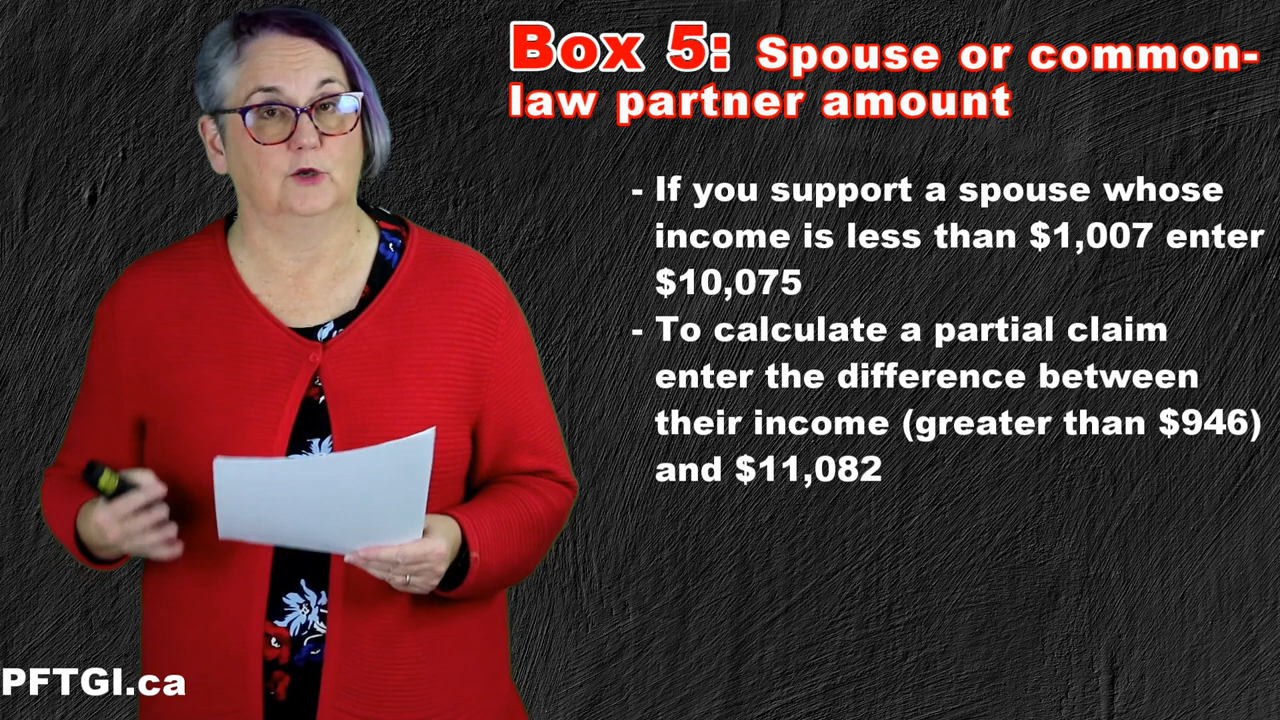 Box 5: Spouse or common-
law partner amount
- If you support a spouse whose
income is less than $1,007 enter
$10,075
- To calculate a partial claim
enter the difference between
their income (greater than $946)
and $11,082
PFTGI.ca